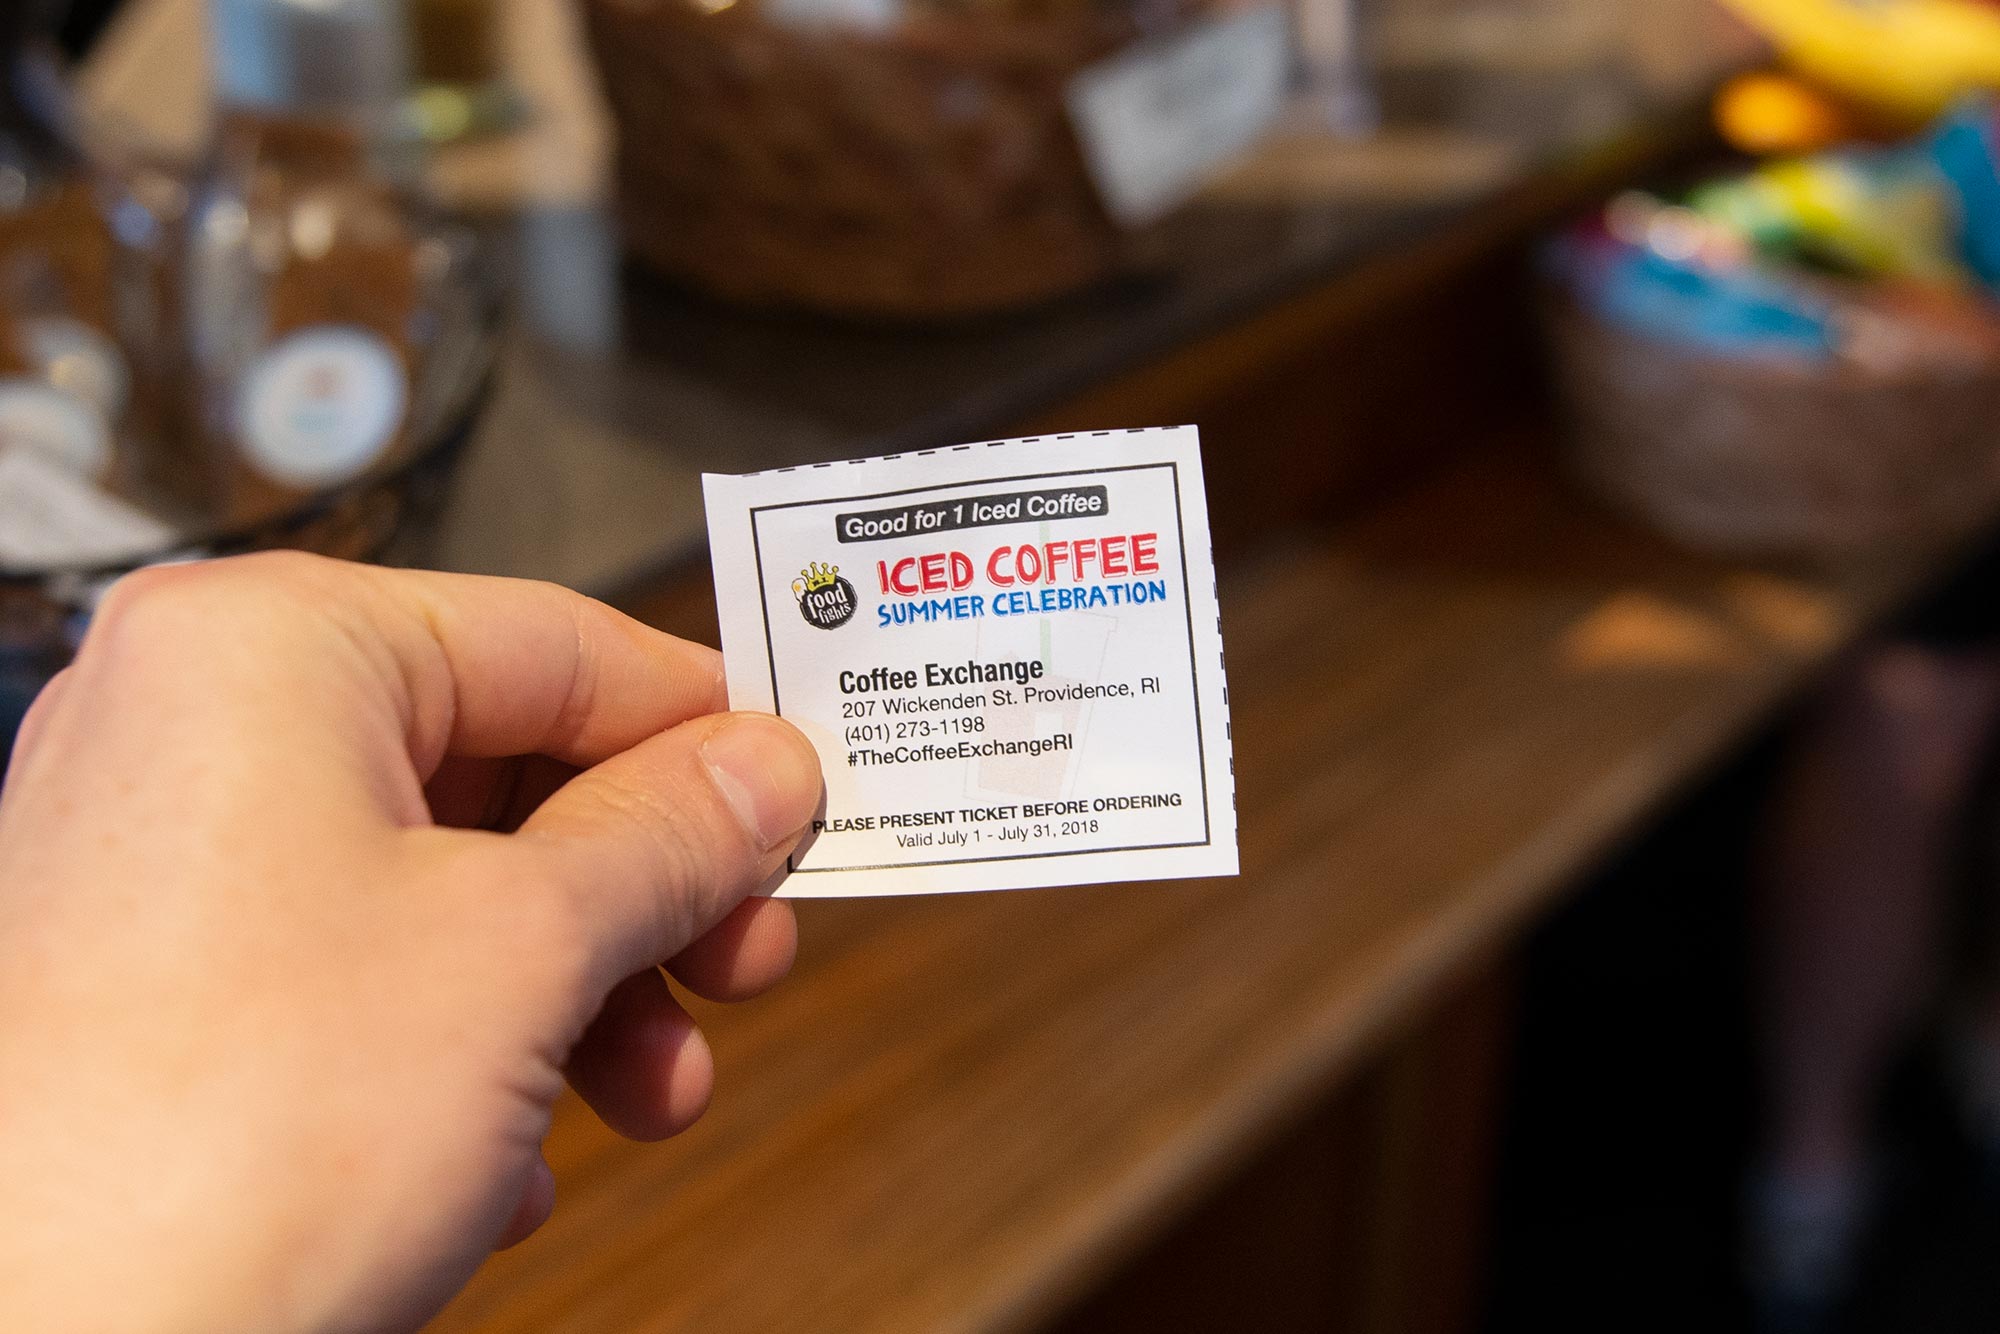 Good for 1 Iced Coffee
R.I.
food
fights
ICED COFFEE
SUMMER CELEBRATION
Coffee Exchange
207 Wickenden St. Providence, RI
(401) 273-1198
#TheCoffeeExchangeRI
PLEASE PRESENT TICKET BEFORE ORDERING
Valid July 1 - July 31, 2018